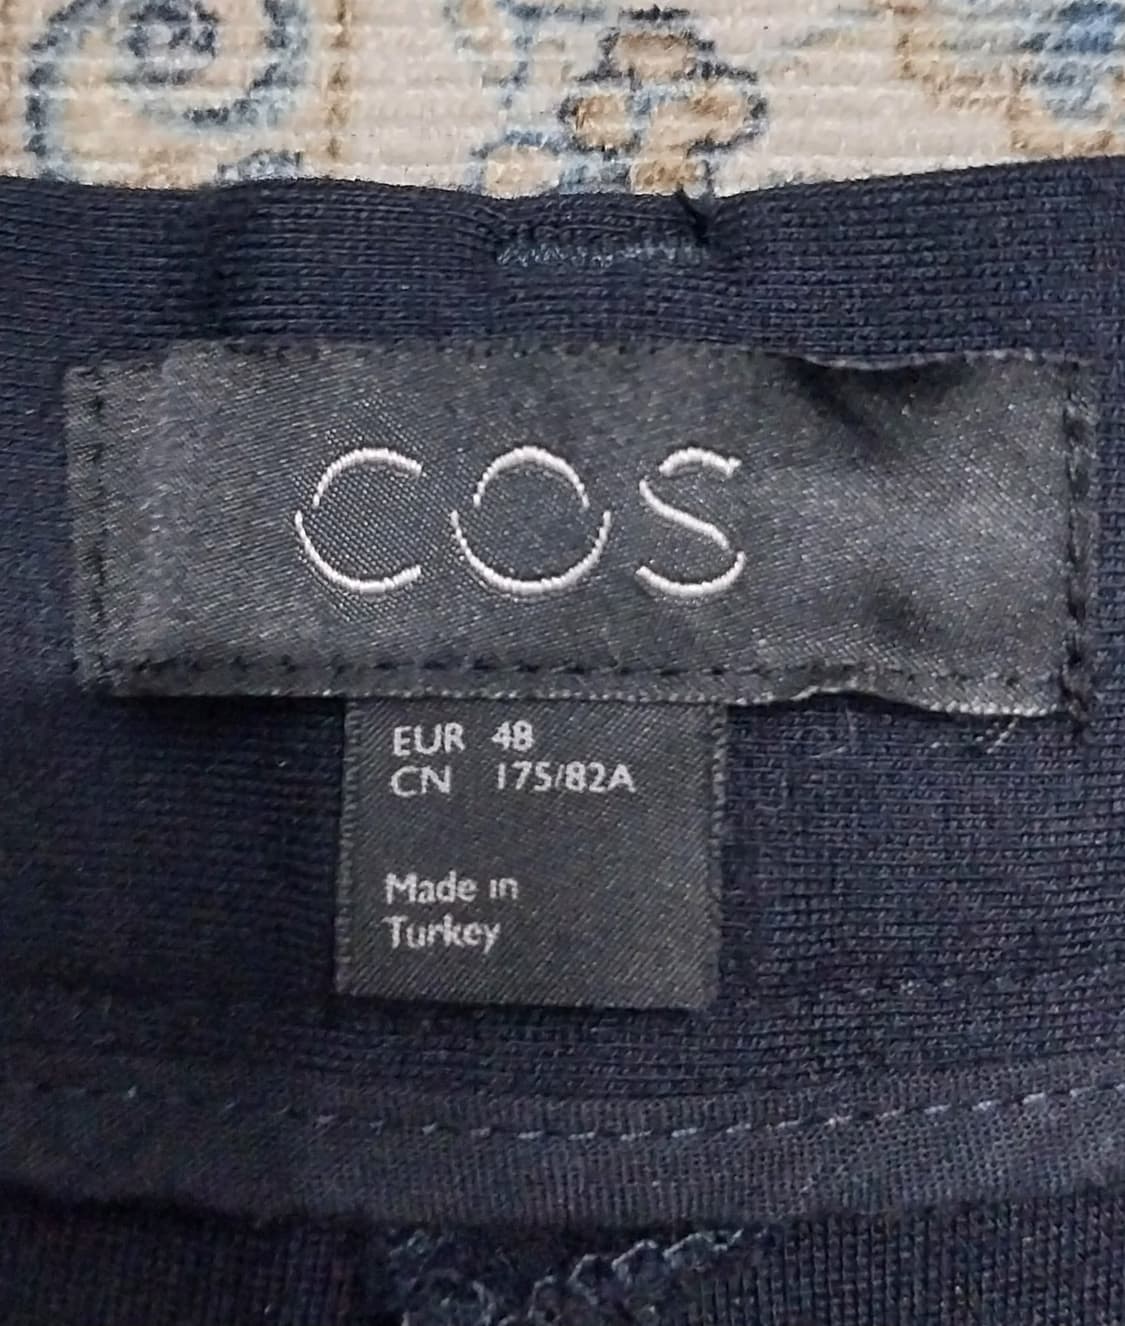 COS
EUR 48
CN 175/82A
Made in
Turkey